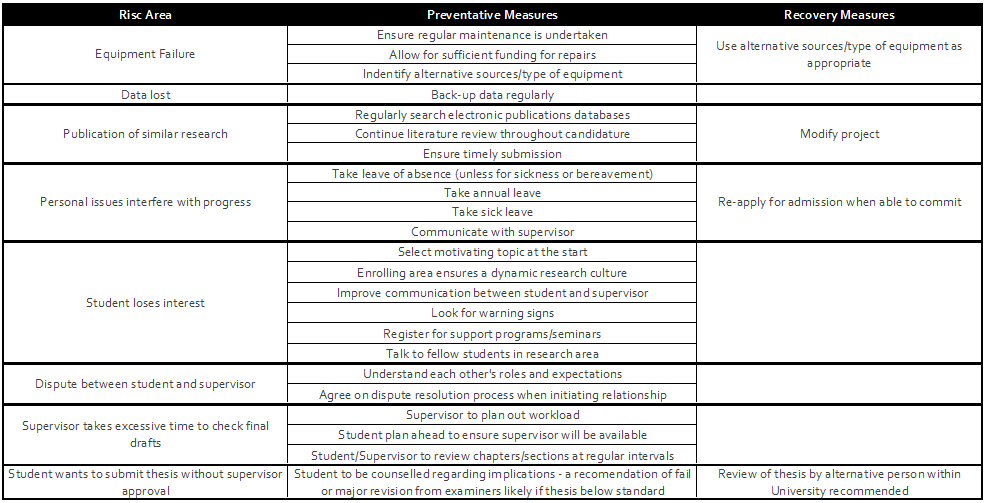 Risc Area
Preventative Measures
Recovery Measures
Equipment Failure
Ensure regular maintenance is undertaken
Allow for sufficient funding for repairs
Indentify alternative sources/type of equipment
Use alternative sources/type of equipment as
appropriate
Data lost
Back-up data regularly
Publication of similar research
Regularly search electronic publications databases
Continue literature review throughout candidature
Ensure timely submission
Modify project
Personal issues interfere with progress
Take leave of absence (unless for sickness or bereavement)
Take annual leave
Take sick leave
Communicate with supervisor
Re-apply for admission when able to commit
Student loses interest
Select motivating topic at the start
Enrolling area ensures a dynamic research culture
Improve communication between student and supervisor
Look for warning signs
Register for support programs/seminars
Talk to fellow students in research area
Dispute between student and supervisor
Understand each other's roles and expectations
Agree on dispute resolution process when initiating relationship
Supervisor takes excessive time to check final
drafts
Supervisor to plan out workload
Student plan ahead to ensure supervisor will be available
Student/Supervisor to review chapters/sections at regular intervals
Student wants to submit thesis without supervisor
approval
Student to be counselled regarding implications - a recomendation of fail
or major revision from examiners likely if thesis below standard
Review of thesis by alternative person within
University recommended